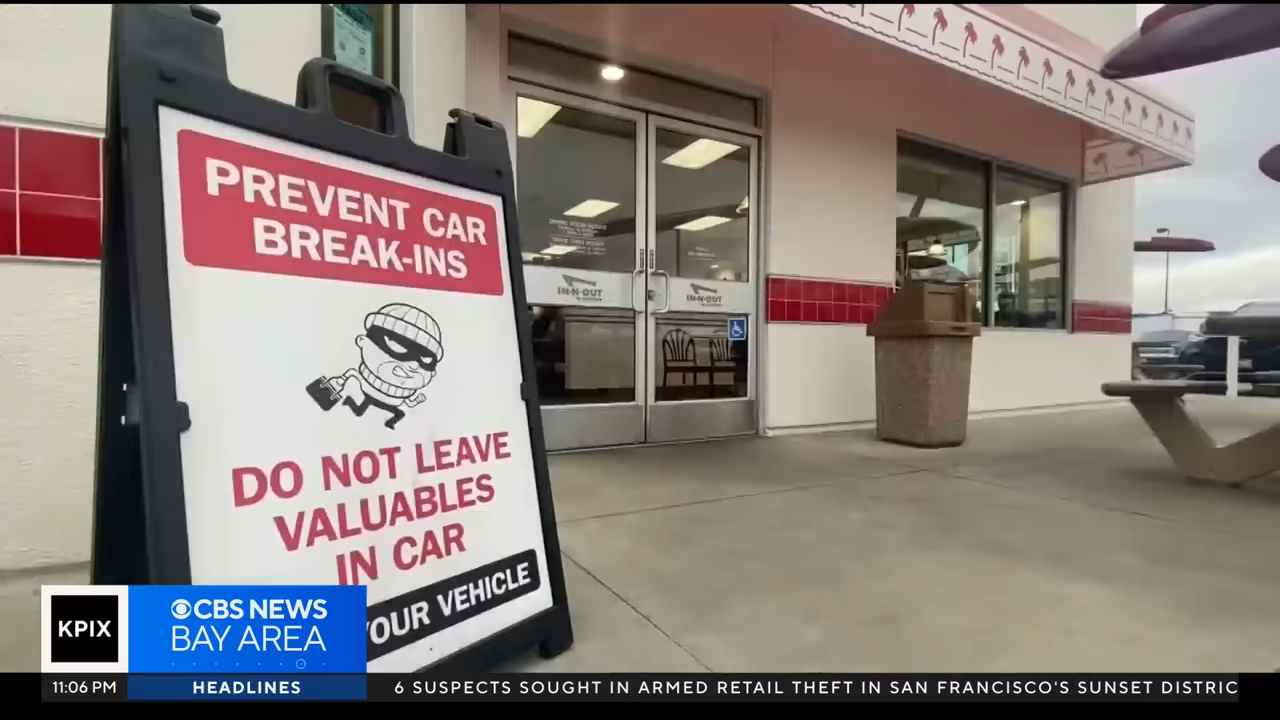 PREVENT CAR
BREAK-INS
DO NOT LEAVE
VALUABLES
IN CAR
YOUR VEHICLE
IN-N-OUT
IN-N-OUT
KPIX
CBS NEWS
BAY AREA
11:06 PM
HEADLINES
6 SUSPECTS SOUGHT IN ARMED RETAIL THEFT IN SAN FRANCISCO'S SUNSET DISTRIC